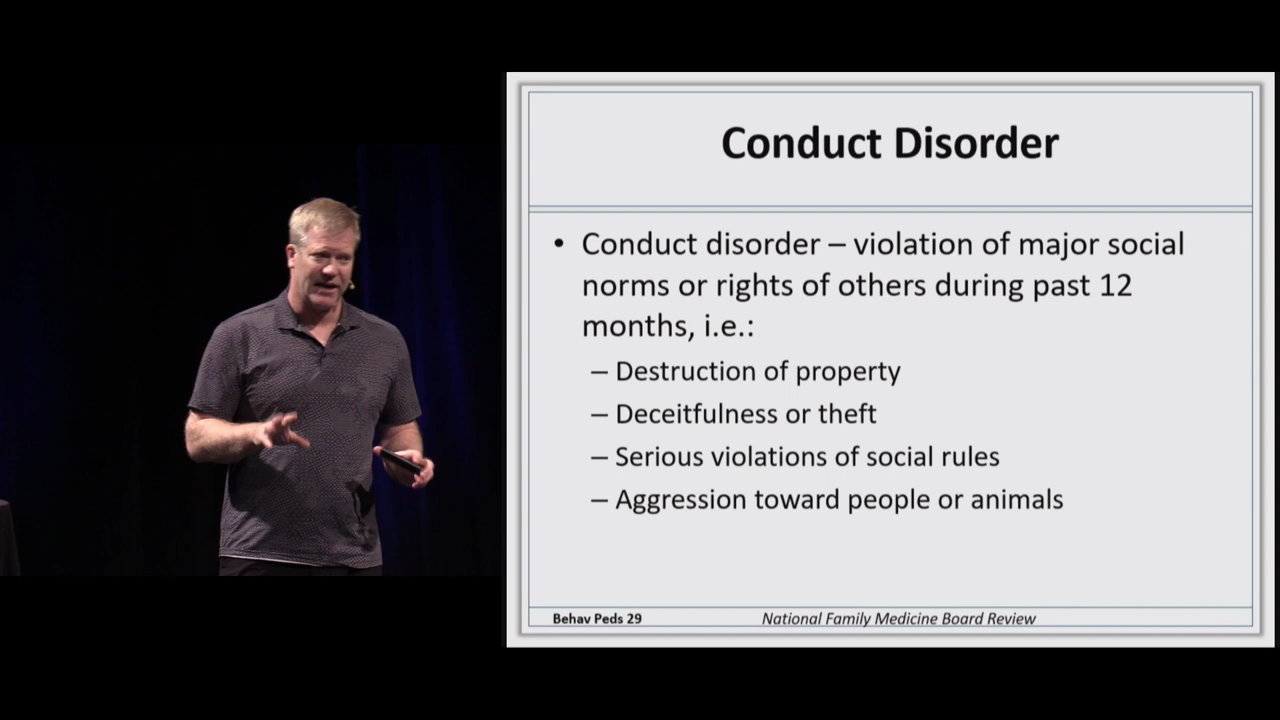 Conduct Disorder
• Conduct disorder – violation of major social
norms or rights of others during past 12
months, i.e.:
– Destruction of property
– Deceitfulness or theft
– Serious violations of social rules
– Aggression toward people or animals
Behav Peds 29 National Family Medicine Board Review